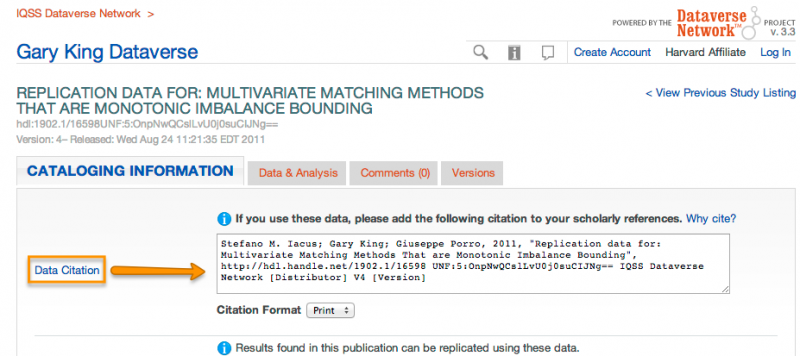 IQSS Dataverse Network >
POWERED BY THE Dataverse Network™ PROJECT
v. 3.3
Gary King Dataverse
Create Account Harvard Affiliate Log In
REPLICATION DATA FOR: MULTIVARIATE MATCHING METHODS
THAT ARE MONOTONIC IMBALANCE BOUNDING
< View Previous Study Listing
hdl:1902.1/16598UNF:5:OnpNwQCslLvU0j0suCIJNg==
Version: 4– Released: Wed Aug 24 11:21:35 EDT 2011
CATALOGING INFORMATION Data & Analysis Comments (0) Versions
If you use these data, please add the following citation to your scholarly references. Why cite?
Data Citation
Stefano M. Iacus; Gary King; Giuseppe Porro, 2011, "Replication data for:
Multivariate Matching Methods That are Monotonic Imbalance Bounding",
http://hdl.handle.net/1902.1/16598 UNF:5:OnpNwQCslLvU0j0suCIJNg== IQSS Dataverse
Network [Distributor] V4 [Version]
Citation Format Print
Results found in this publication can be replicated using these data.